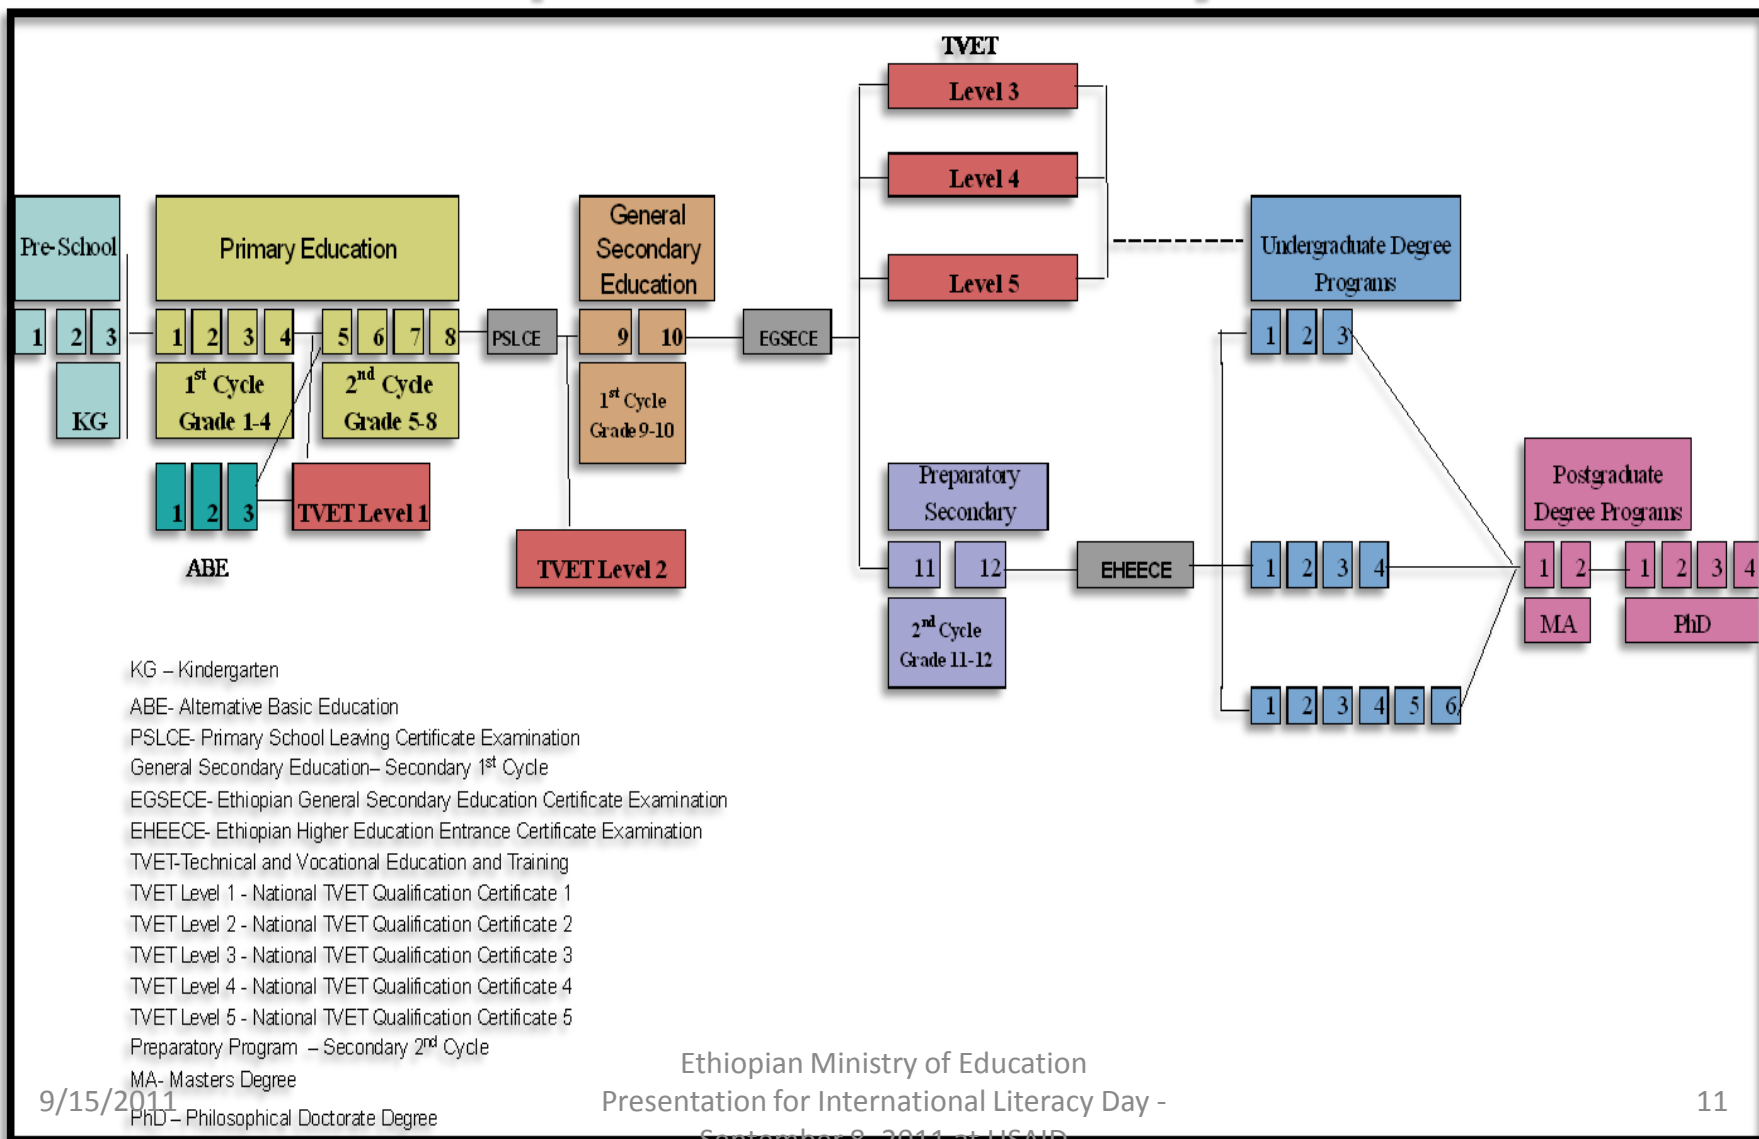 TVET
Level 3
Level 4
Level 5
Pre-School
1 2 3
KG
Primary Education
1 2 3 4 5 6 7 8
1st Cycle
Grade 1-4
2nd Cycle
Grade 5-8
1 2 3
ABE
TVET Level 1
PSLCE
TVET Level 2
General
Secondary
Education
9 10
1st Cycle
Grade 9-10
EGSECE
Preparatory
Secondary
11 12
2nd Cycle
Grade 11-12
EHEECE
Undergraduate Degree
Programs
1 2 3
1 2 3 4
1 2 3 4 5 6
Postgraduate
Degree Programs
1 2 1 2 3 4
MA
PhD
KG – Kindergarten
ABE- Alternative Basic Education
PSLCE- Primary School Leaving Certificate Examination
General Secondary Education– Secondary 1st Cycle
EGSECE- Ethiopian General Secondary Education Certificate Examination
EHEECE- Ethiopian Higher Education Entrance Certificate Examination
TVET-Technical and Vocational Education and Training
TVET Level 1 - National TVET Qualification Certificate 1
TVET Level 2 - National TVET Qualification Certificate 2
TVET Level 3 - National TVET Qualification Certificate 3
TVET Level 4 - National TVET Qualification Certificate 4
TVET Level 5 - National TVET Qualification Certificate 5
Preparatory Program – Secondary 2nd Cycle
MA- Masters Degree
PhD – Philosophical Doctorate Degree
9/15/2011
Ethiopian Ministry of Education
Presentation for International Literacy Day -
September 8, 2011 at USAID
11